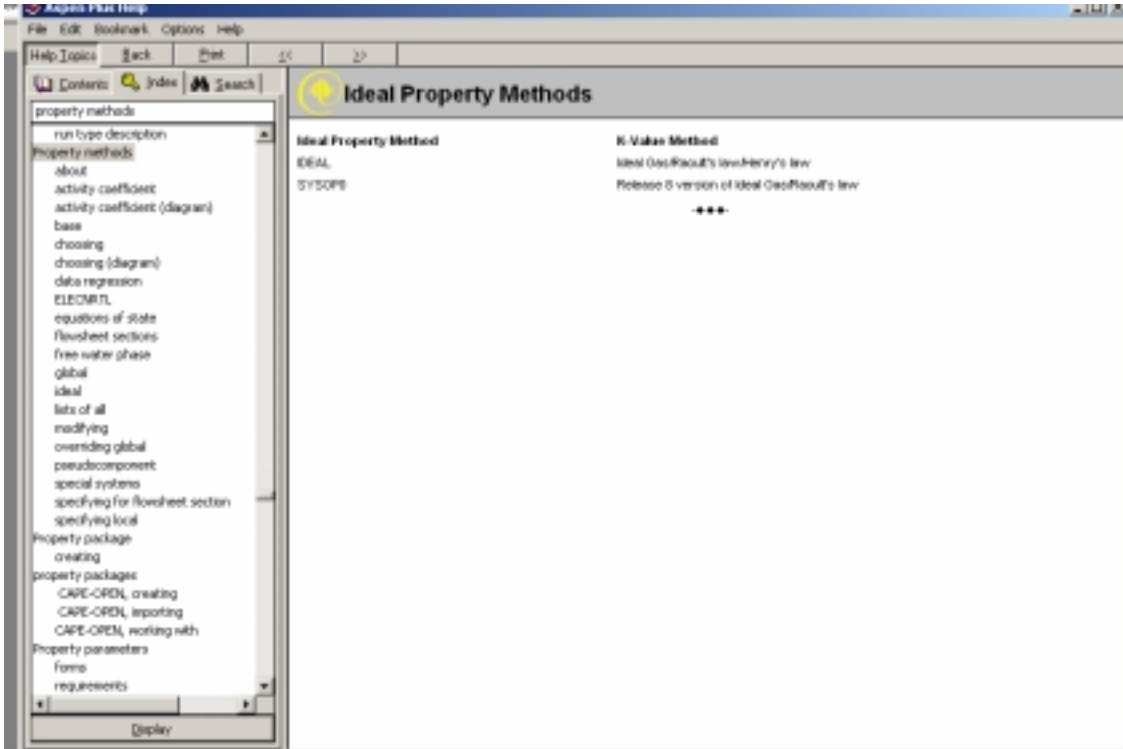 Aspen Plus Help
File Edit Bookmark Options Help
Help Topics Back Print << >>
Contents Index Search
property methods
run type description
Property methods
about
activity coefficient
activity coefficient (diagram)
base
choosing
choosing (diagram)
data regression
ELECNRTL
equations of state
flowsheet sections
free water phase
global
ideal
lists of all
modifying
overriding global
pseudocomponent
special systems
specifying for flowsheet section
specifying local
Property package
creating
property packages
CAPE-OPEN, creating
CAPE-OPEN, importing
CAPE-OPEN, working with
Property parameters
forms
requirements
Display
Ideal Property Methods
Ideal Property Method K-Value Method
IDEAL Ideal Gas/Raoult's law/Henry's law
SYSOP0 Release 8 version of Ideal Gas/Raoult's law